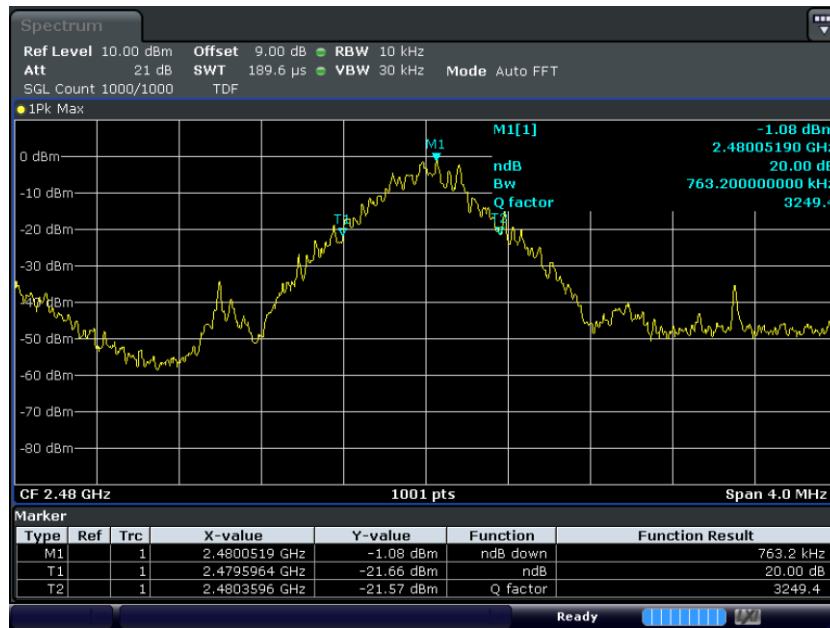 Spectrum
Ref Level 10.00 dBm Offset 9.00 dB RBW 10 kHz
Att 21 dB SWT 189.6 µs VBW 30 kHz Mode Auto FFT
SGL Count 1000/1000 TDF
1Pk Max
M1[1] -1.08 dBm
2.48005190 GH
ndB 20.00 d
Bw 763.200000000 kH
Q factor 3249.
M1
T1
T2
0 dBm
-10 dBm
-20 dBm
-30 dBm
-40 dBm
-50 dBm
-60 dBm
-70 dBm
-80 dBm
CF 2.48 GHz 1001 pts Span 4.0 MHz
Marker
Type Ref Trc X-value Y-value Function Function Result
M1 1 2.4800519 GHz -1.08 dBm ndB down 763.2 kHz
T1 1 2.4795964 GHz -21.66 dBm ndB 20.00 dB
T2 1 2.4803596 GHz -21.57 dBm Q factor 3249.4
Ready